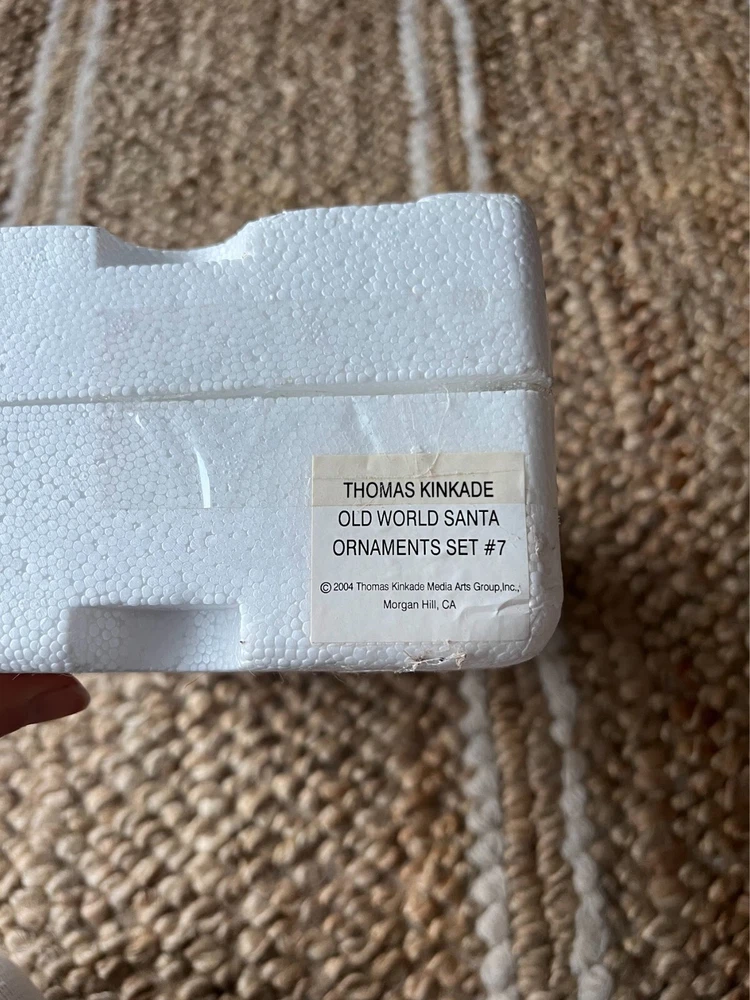 THOMAS KINKADE
OLD WORLD SANTA
ORNAMENTS SET #7
© 2004 Thomas Kinkade Media Arts Group,Inc.,
Morgan Hill, CA